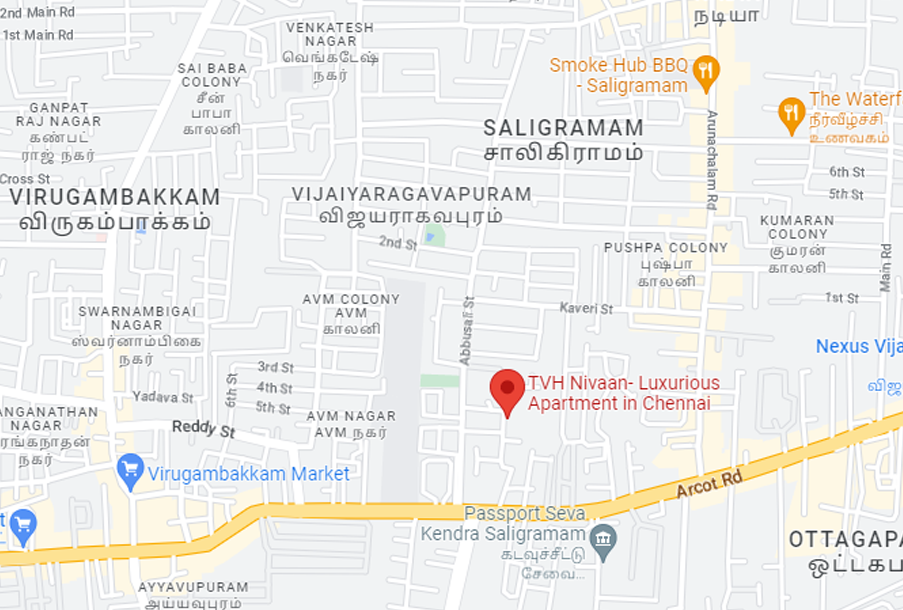 2nd Main Rd
1st Main Rd
VENKATESH
NAGAR
வெங்கடேஷ்
நகர்
நடியா
SAI BABA
COLONY
சீன்
பாபா
காலனி
Smoke Hub BBQ
- Saligramam
GANPAT
RAJ NAGAR
கண்பட்
ராஜ் நகர்
The Waterf
நீர்வீழ்ச்சி
உணவகம்
SALIGRAMAM
சாலிகிராமம்
Arunachalam Rd
Cross St
6th St
5th St
VIRUGAMBAKKAM
விருகம்பாக்கம்
VIJAIYARAGAVAPURAM
விஜயராகவபுரம்
2nd St
KUMARAN
COLONY
குமரன்
காலனி
PUSHPA COLONY
புஷ்பா
காலனி
Main Rd
AVM COLONY
AVM
காலனி
Abbusali St
Kaveri St
1st St
SWARNAMBIGAI
NAGAR
ஸ்வர்னாம்பிகை
நகர்
Nexus Vija
விஜ
3rd St
4th St
5th St
6th St
Yadava St
TVH Nivaan- Luxurious
Apartment in Chennai
ANGANATHAN
NAGAR
ரங்கநாதன்
நகர்
Reddy St
AVM NAGAR
AVM நகர்
Virugambakkam Market
Arcot Rd
t
Passport Seva
Kendra Saligramam
கடவுச்சீட்டு
சேவை...
OTTAGAPA
ஒட்டகப
AYYAVUPURAM
அய்யவுபுரம்